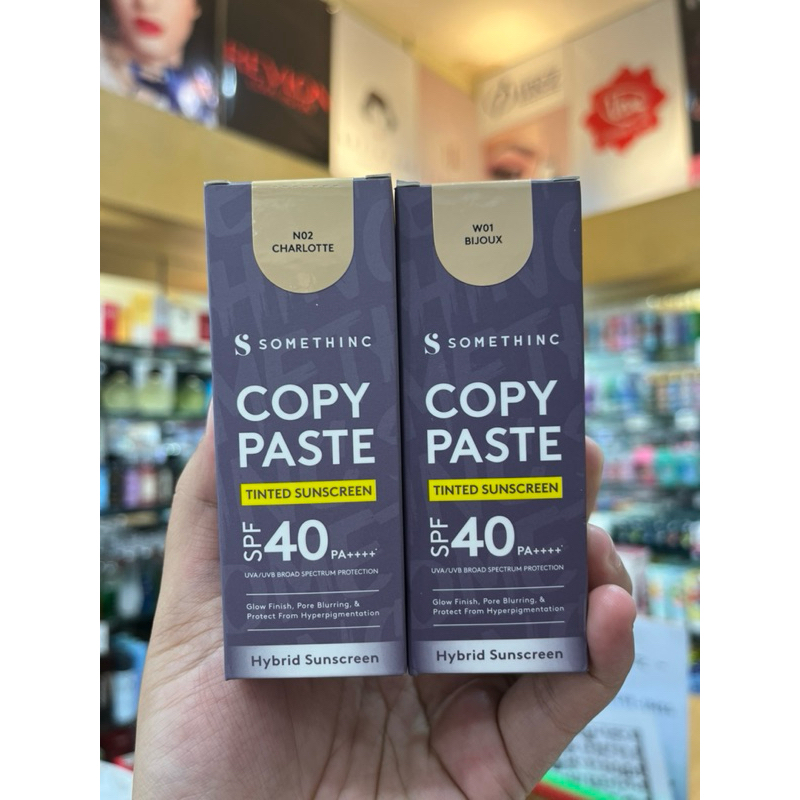 REVLON
N02
CHARLOTTE
SOMETHINC
COPY
PASTE
TINTED SUNSCREEN
SPF 40 PA++++
UVA/UVB BROAD SPECTRUM PROTECTION
Glow Finish, Pore Blurring, &
Protect From Hyperpigmentation
Hybrid Sunscreen
W01
BIJOUX
SOMETHINC
COPY
PASTE
TINTED SUNSCREEN
SPF 40 PA++++
UVA/UVB BROAD SPECTRUM PROTECTION
Glow Finish, Pore Blurring, &
Protect From Hyperpigmentation
Hybrid Sunscreen